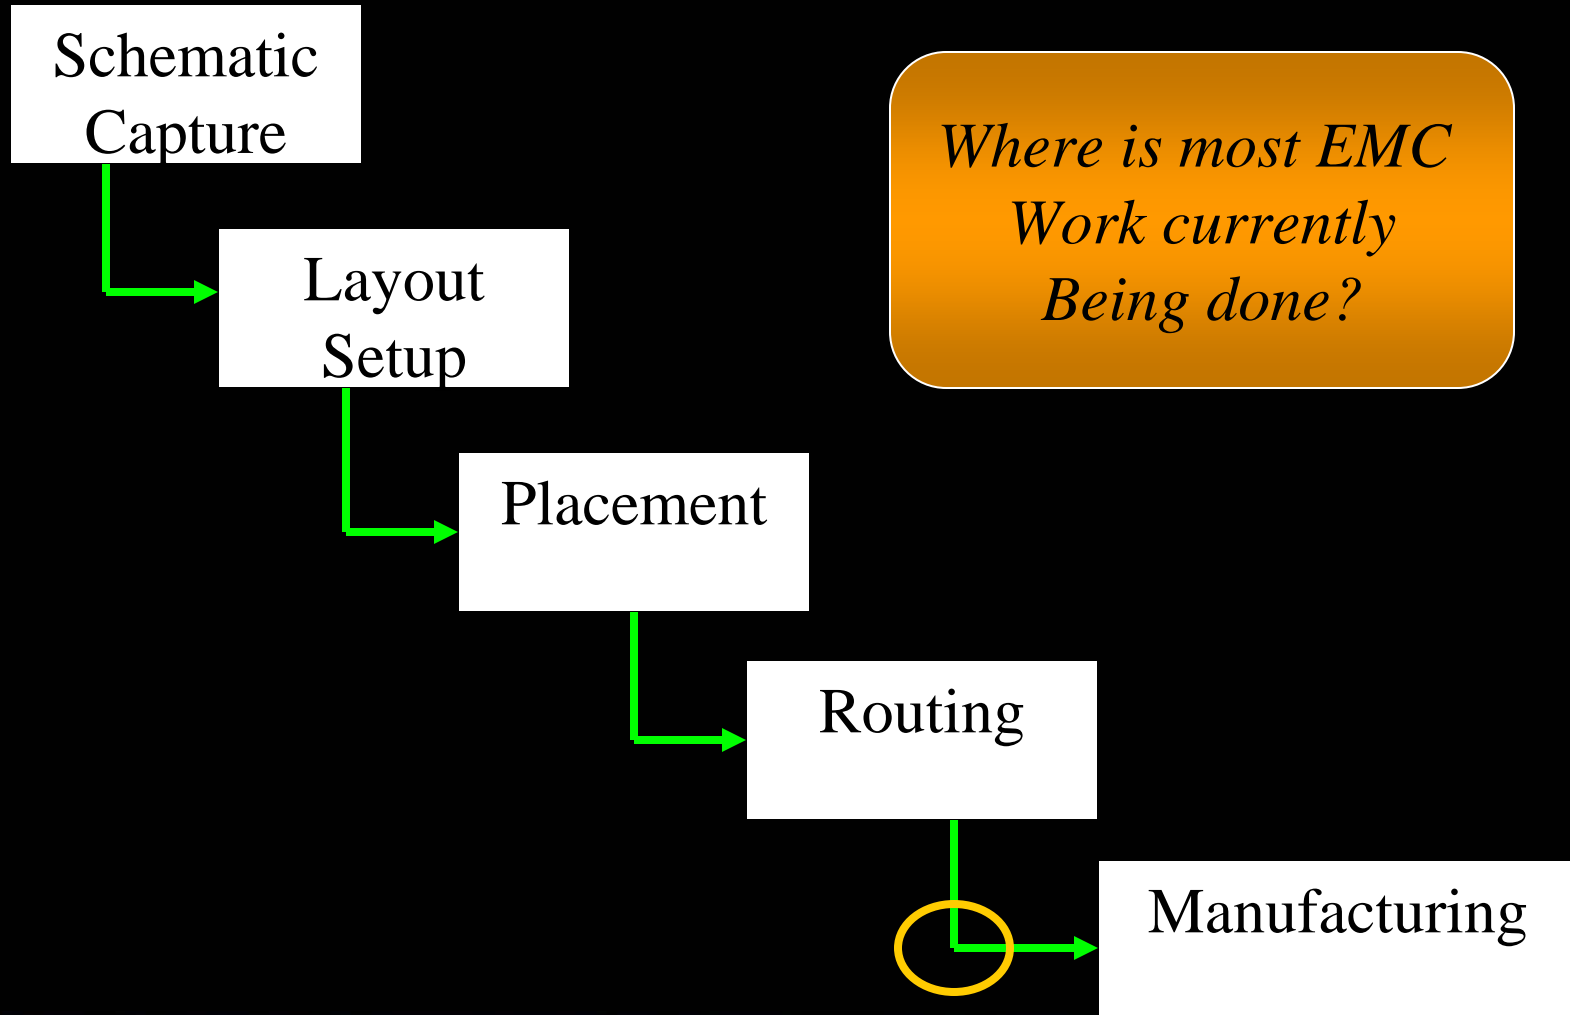 Schematic
Capture
Where is most EMC
Work currently
Being done?
Layout
Setup
Placement
Routing
Manufacturing